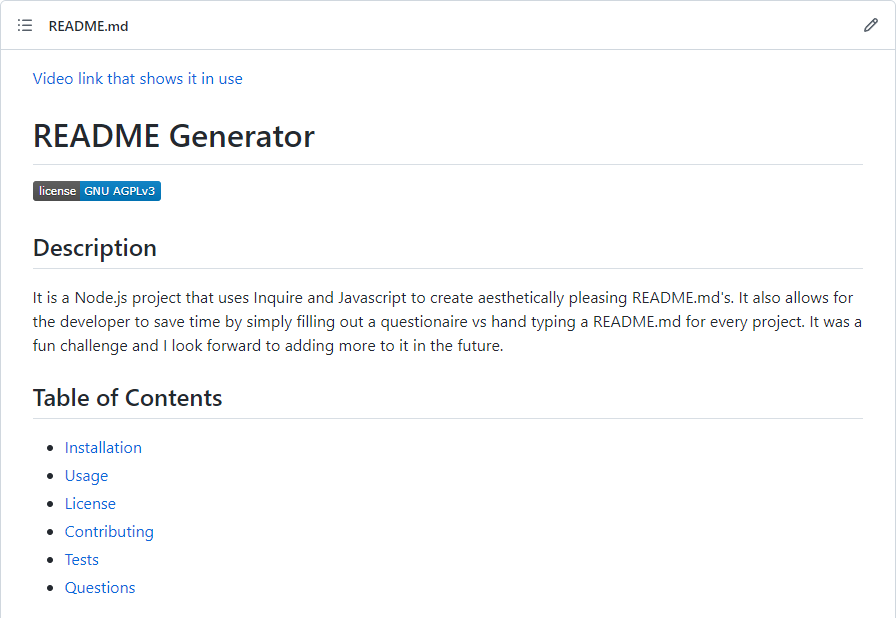 README.md
Video link that shows it in use
README Generator
license GNU AGPLv3
Description
It is a Node.js project that uses Inquire and Javascript to create aesthetically pleasing README.md's. It also allows for
the developer to save time by simply filling out a questionaire vs hand typing a README.md for every project. It was a
fun challenge and I look forward to adding more to it in the future.
Table of Contents
Installation
Usage
License
Contributing
Tests
Questions